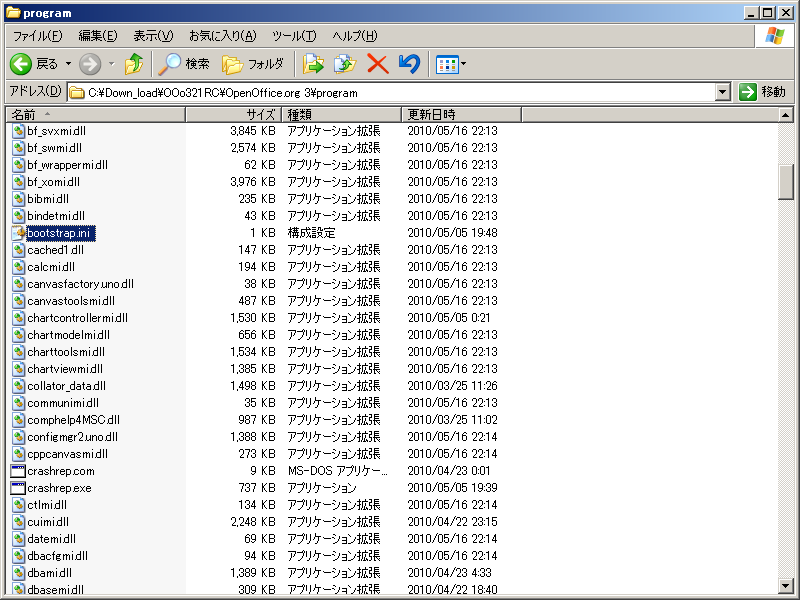 program
ファイル(F) 編集(E) 表示(V) お気に入り(A) ツール(T) ヘルプ(H)
戻る 検索 フォルダ
アドレス(D) C:¥Down_load¥OOo321RC¥OpenOffice.org 3¥program 移動
名前 サイズ 種類 更新日時
bf_svxmi.dll 3,845 KB アプリケーション拡張 2010/05/16 22:13
bf_swmi.dll 2,574 KB アプリケーション拡張 2010/05/16 22:13
bf_wrappermi.dll 62 KB アプリケーション拡張 2010/05/16 22:13
bf_xomi.dll 3,976 KB アプリケーション拡張 2010/05/16 22:13
bibmi.dll 235 KB アプリケーション拡張 2010/05/16 22:13
bindetmi.dll 43 KB アプリケーション拡張 2010/05/16 22:13
bootstrap.ini 1 KB 構成設定 2010/05/05 19:48
cached1.dll 147 KB アプリケーション拡張 2010/05/16 22:13
calcmi.dll 194 KB アプリケーション拡張 2010/05/16 22:13
canvasfactory.uno.dll 38 KB アプリケーション拡張 2010/05/16 22:13
canvastoolsmi.dll 487 KB アプリケーション拡張 2010/05/16 22:13
chartcontrollermi.dll 1,530 KB アプリケーション拡張 2010/05/05 0:21
chartmodelmi.dll 656 KB アプリケーション拡張 2010/05/16 22:13
charttoolsmi.dll 1,534 KB アプリケーション拡張 2010/05/16 22:13
chartviewmi.dll 1,385 KB アプリケーション拡張 2010/05/16 22:13
collator_data.dll 1,498 KB アプリケーション拡張 2010/03/25 11:26
communimi.dll 35 KB アプリケーション拡張 2010/05/16 22:13
comphelp4MSC.dll 987 KB アプリケーション拡張 2010/03/25 11:02
configmgr2.uno.dll 1,388 KB アプリケーション拡張 2010/05/16 22:14
cppcanvasmi.dll 273 KB アプリケーション拡張 2010/05/16 22:14
crashrep.com 9 KB MS-DOS アプリケー... 2010/04/23 0:01
crashrep.exe 737 KB アプリケーション 2010/05/05 19:39
ctlmi.dll 134 KB アプリケーション拡張 2010/05/16 22:14
cuimi.dll 2,248 KB アプリケーション拡張 2010/04/22 23:15
datemi.dll 69 KB アプリケーション拡張 2010/05/16 22:14
dbacfgmi.dll 94 KB アプリケーション拡張 2010/05/16 22:14
dbami.dll 1,389 KB アプリケーション拡張 2010/04/23 4:33
dbasemi.dll 309 KB アプリケーション拡張 2010/04/22 18:40